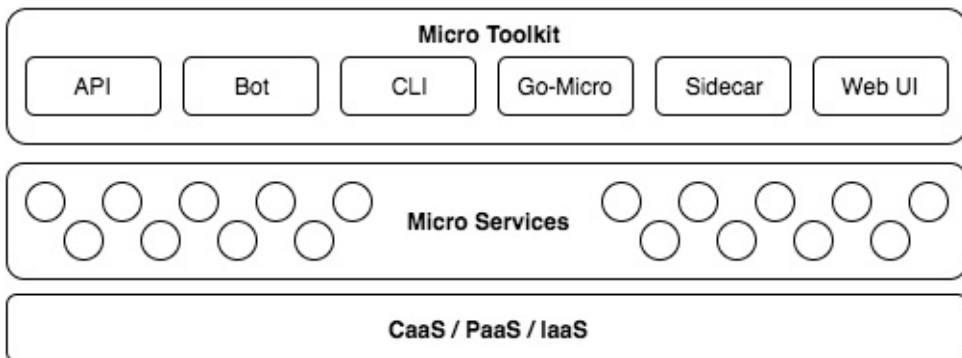 Micro Toolkit
API Bot CLI Go-Micro Sidecar Web UI
Micro Services
CaaS / PaaS / IaaS